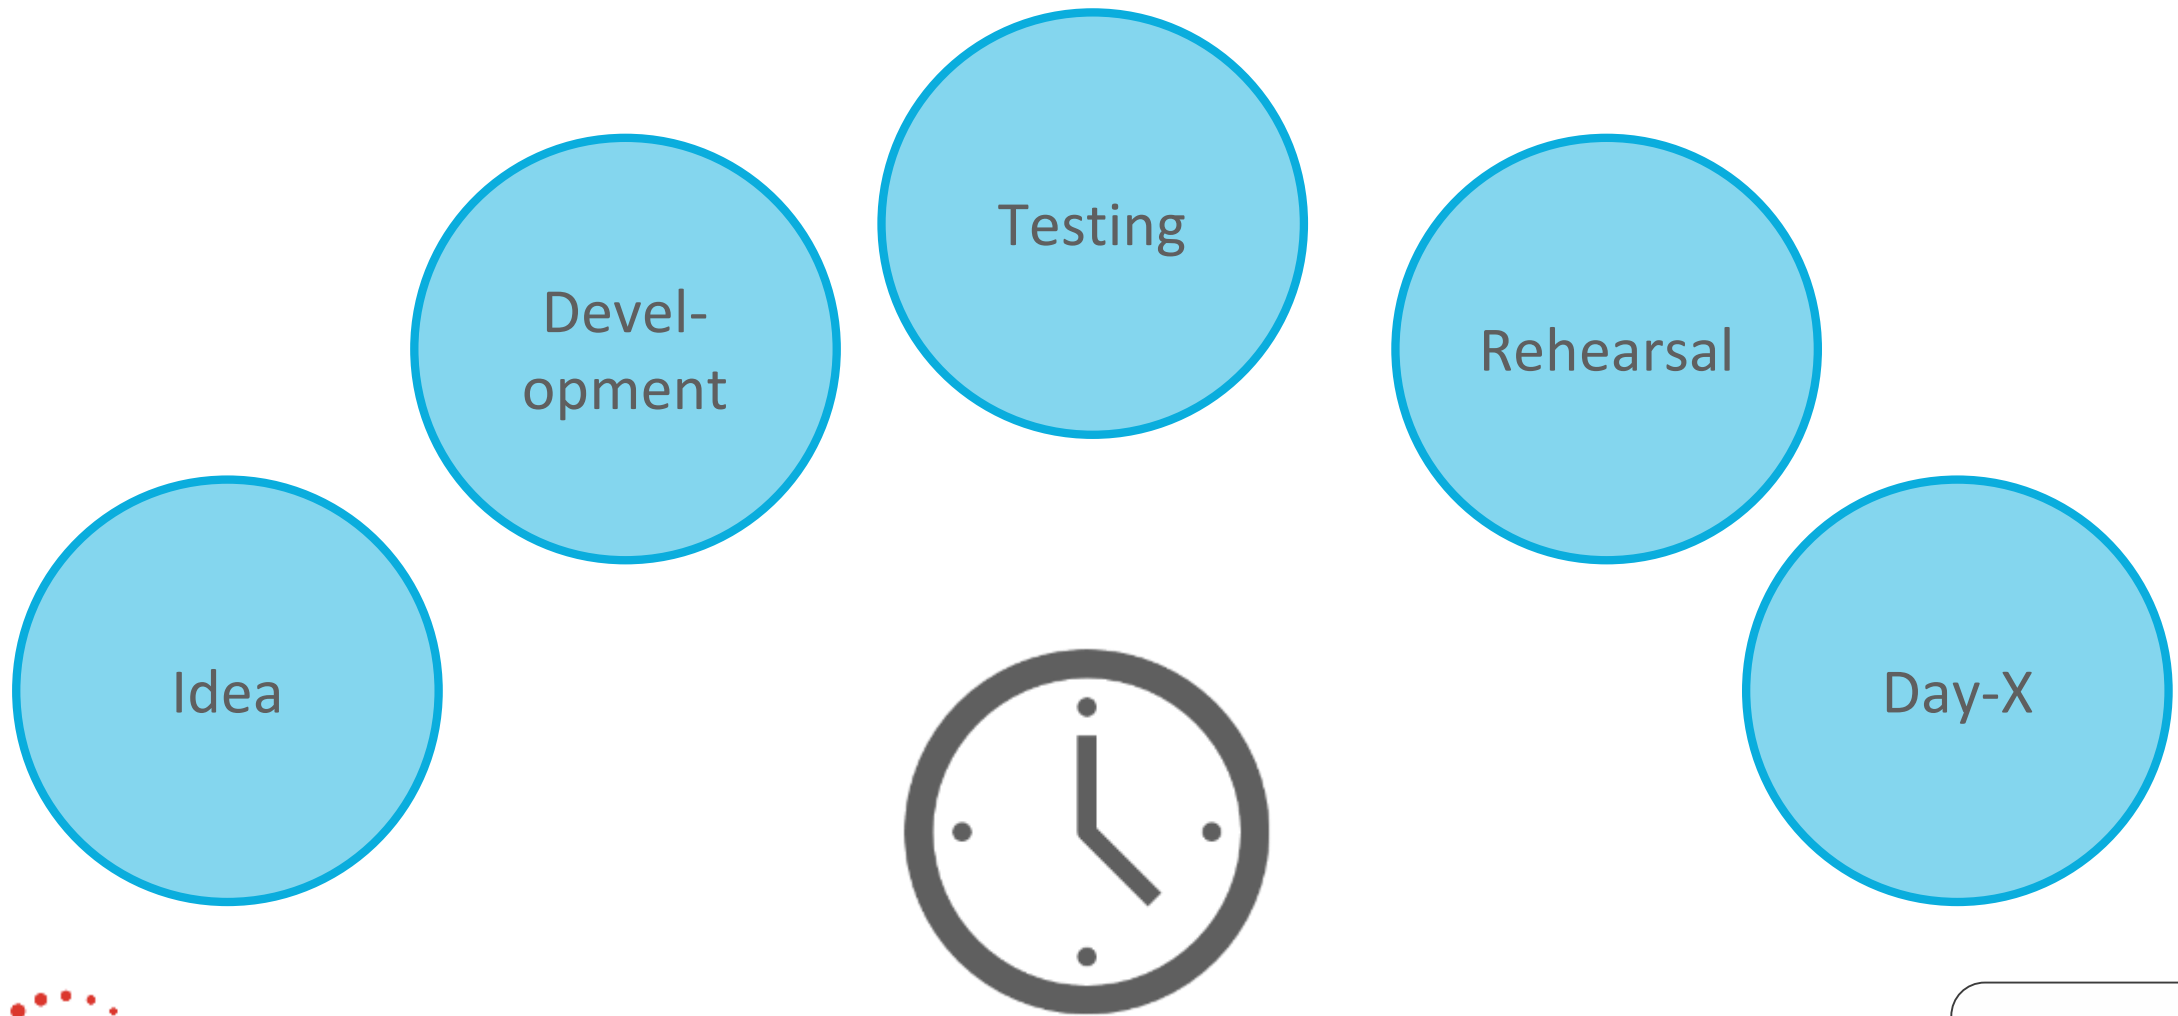 Idea
Devel-
opment
Testing
Rehearsal
Day-X